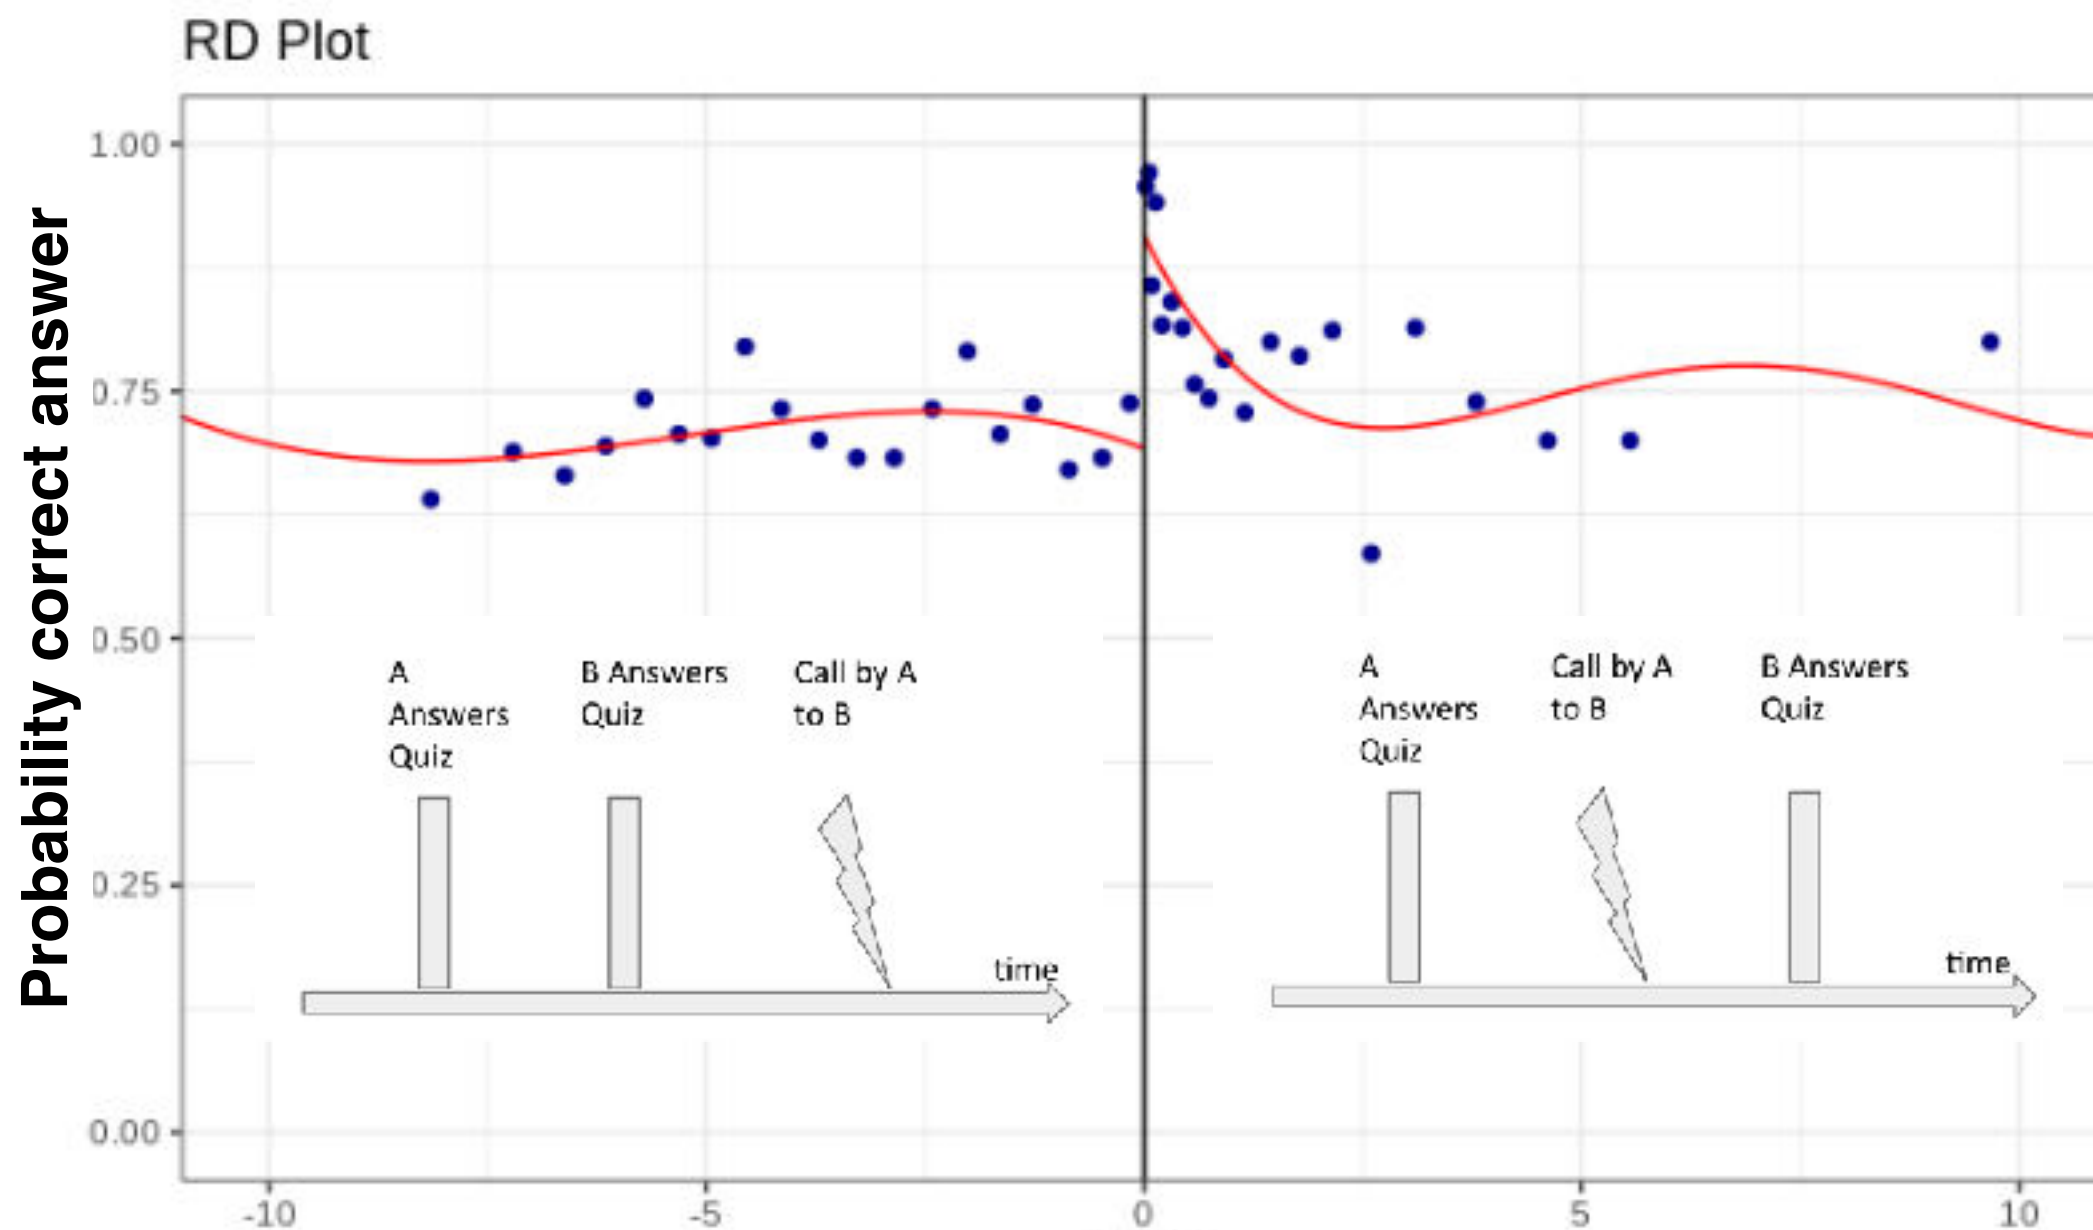 RD Plot
Probability correct answer
1.00
0.75
0.50
0.25
0.00
A
Answers
Quiz
B Answers
Quiz
Call by A
to B
time
A
Answers
Quiz
Call by A
to B
B Answers
Quiz
time
-10
-5
0
5
10